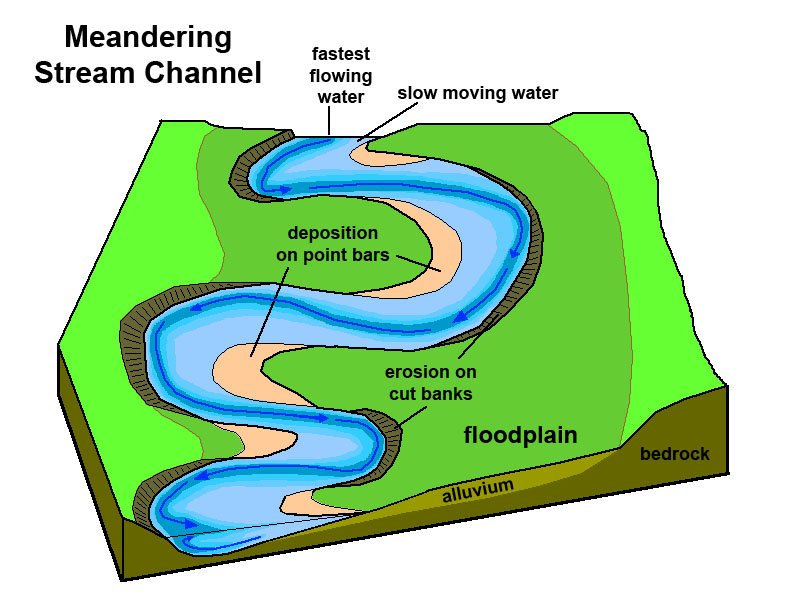 Meandering
Stream Channel
fastest
flowing
water
slow moving water
deposition
on point bars
erosion on
cut banks
floodplain
bedrock
alluvium